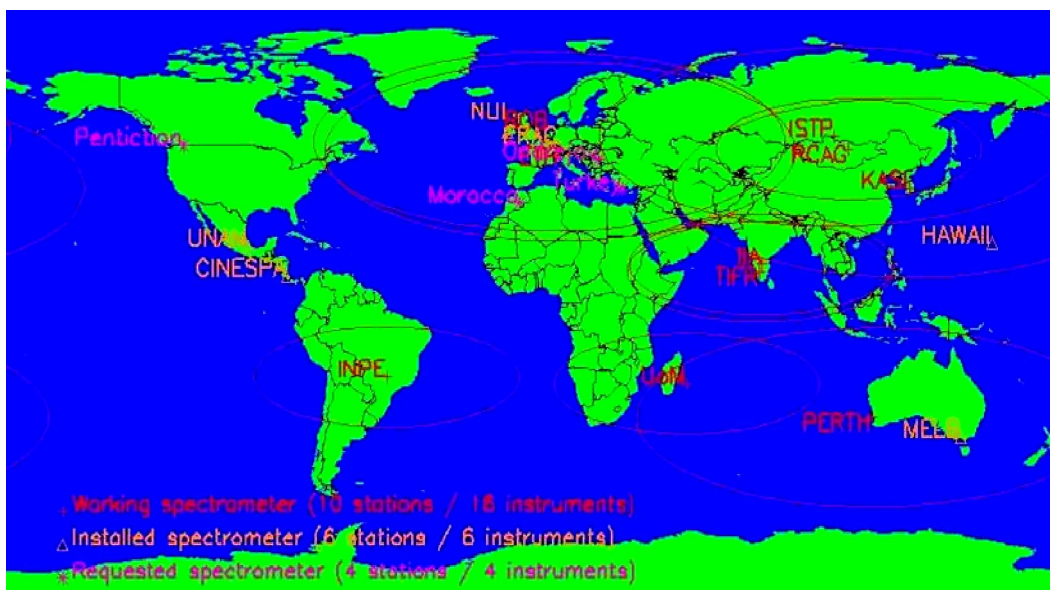 NUI
ISTP
Penticton
RCAG
KASI
Turkey
Morocco
UNAM
HAWAII
CINESPA
IIA
TIFR
INPE
UoM
PERTH
MELB
Working spectrometer (10 stations / 16 instruments)
Installed spectrometer (6 stations / 6 instruments)
Requested spectrometer (4 stations / 4 instruments)